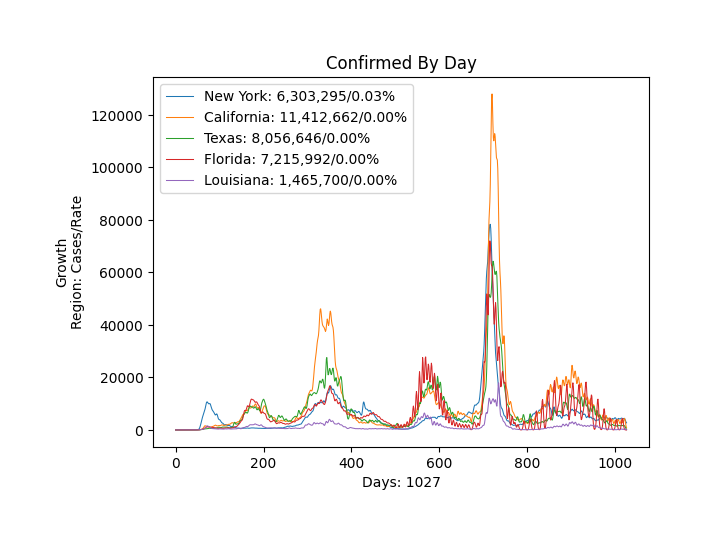 Confirmed By Day
New York: 6,303,295/0.03%
California: 11,412,662/0.00%
Texas: 8,056,646/0.00%
Florida: 7,215,992/0.00%
Louisiana: 1,465,700/0.00%
120000
100000
80000
60000
40000
20000
0
Growth
Region: Cases/Rate
0 200 400 600 800 1000
Days: 1027